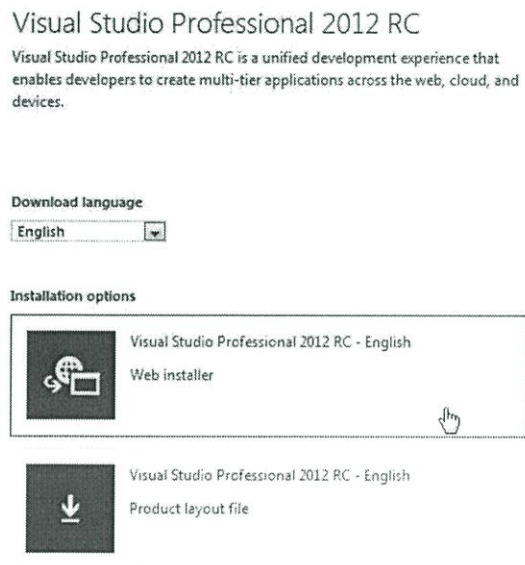 Visual Studio Professional 2012 RC
Visual Studio Professional 2012 RC is a unified development experience that
enables developers to create multi-tier applications across the web, cloud, and
devices.
Download language
English
Installation options
Visual Studio Professional 2012 RC - English
Web installer
Visual Studio Professional 2012 RC - English
Product layout file